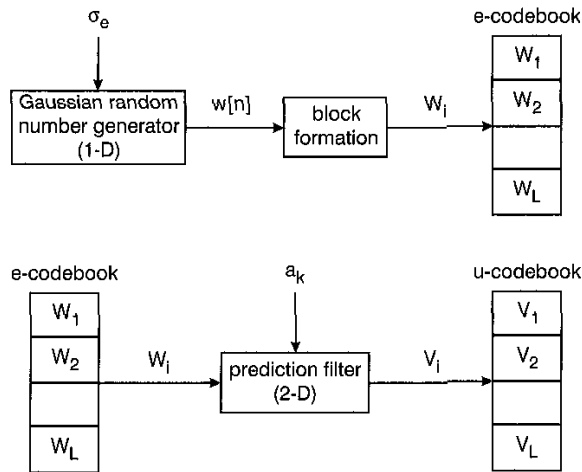 σe
e-codebook
Gaussian random
number generator
(1-D)
w[n]
block
formation
Wi
W1
W2
WL
e-codebook
W1
W2
WL
Wi
ak
prediction filter
(2-D)
Vi
u-codebook
V1
V2
VL